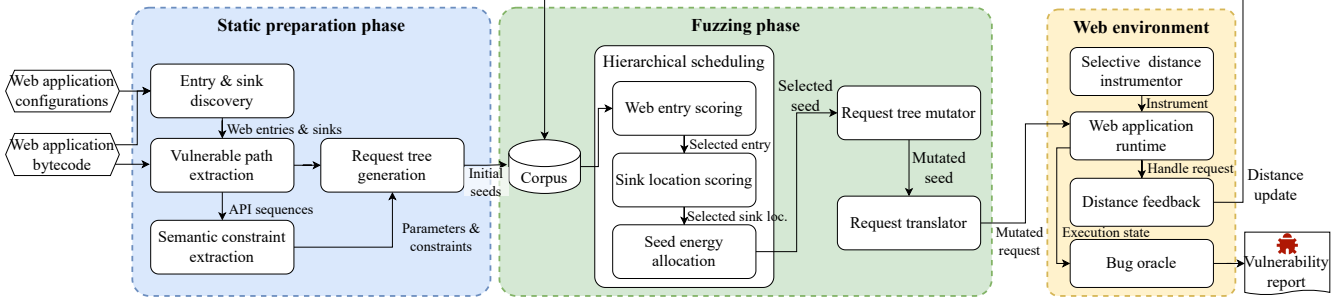 Static preparation phase
Web application
configurations
Web application
bytecode
Entry & sink
discovery
Web entries & sinks
Vulnerable path
extraction
API sequences
Semantic constraint
extraction
Request tree
generation
Parameters &
constraints
Initial
seeds
Fuzzing phase
Corpus
Hierarchical scheduling
Web entry scoring
Selected entry
Sink location scoring
Selected sink loc.
Seed energy
allocation
Selected
seed
Request tree mutator
Mutated
seed
Request translator
Mutated
request
Web environment
Selective distance
instrumentor
Instrument
Web application
runtime
Handle request
Distance feedback
Execution state
Bug oracle
Distance
update
Vulnerability
report